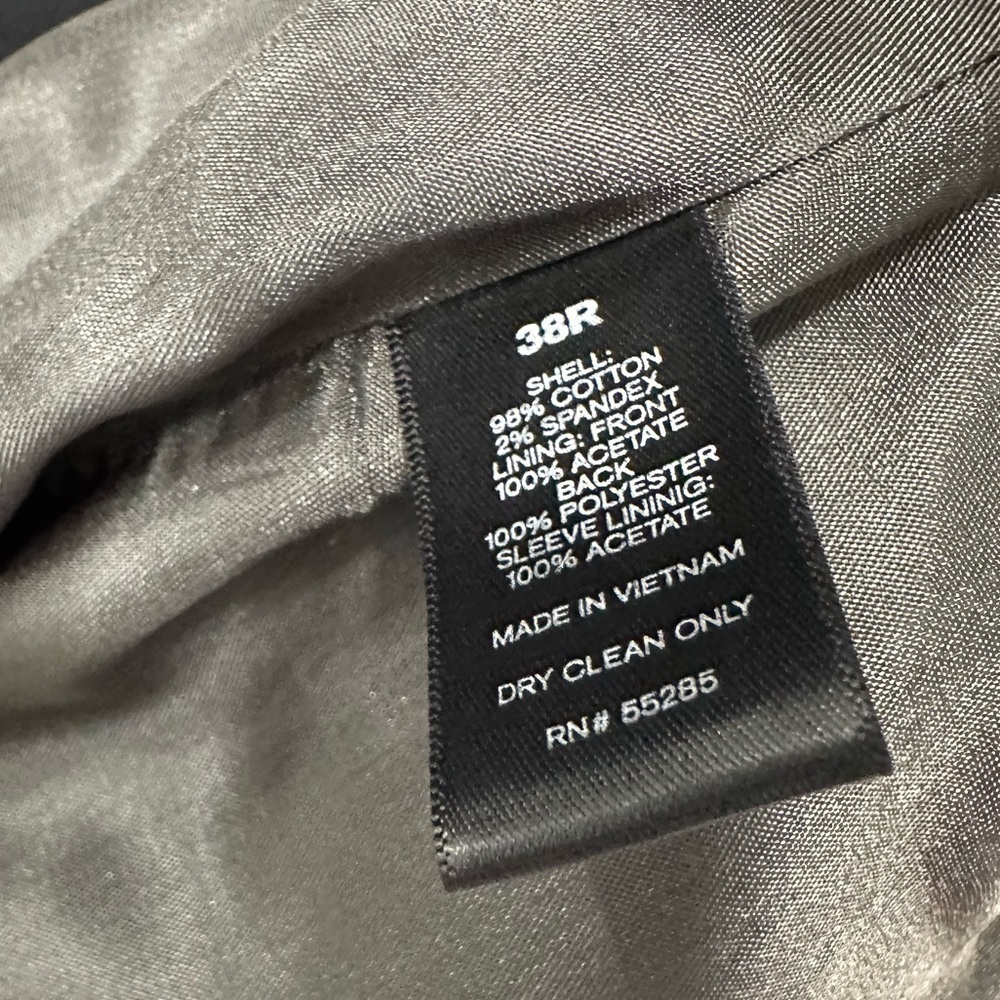 38R
SHELL:
98% COTTON
2% SPANDEX
LINING: FRONT
100% ACETATE
BACK
100% POLYESTER
SLEEVE LININIG:
100% ACETATE
MADE IN VIETNAM
DRY CLEAN ONLY
RN# 55285